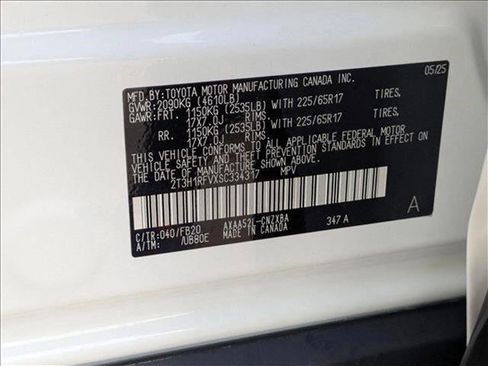 MFD.BY:TOYOTA MOTOR MANUFACTURING CANADA INC. 05/25
GVWR:2090KG (4610LB)
GAWR:FRT. 1150KG (2535LB) WITH 225/65R17 TIRES,
17X7.0J RIMS,
RR. 1150KG (2535LB) WITH 225/65R17 TIRES,
17X7.0J RIMS,
THIS VEHICLE CONFORMS TO ALL APPLICABLE FEDERAL MOTOR
VEHICLE SAFETY AND THEFT PREVENTION STANDARDS IN EFFECT
ON THE DATE OF MANUFACTURE SHOWN ABOVE.
2T3H1RFVXSC334317 MPV
C/TR:040/FB20 AXAA52L-CNZXBA 347 A A
A/TM: /UB80E MADE IN CANADA